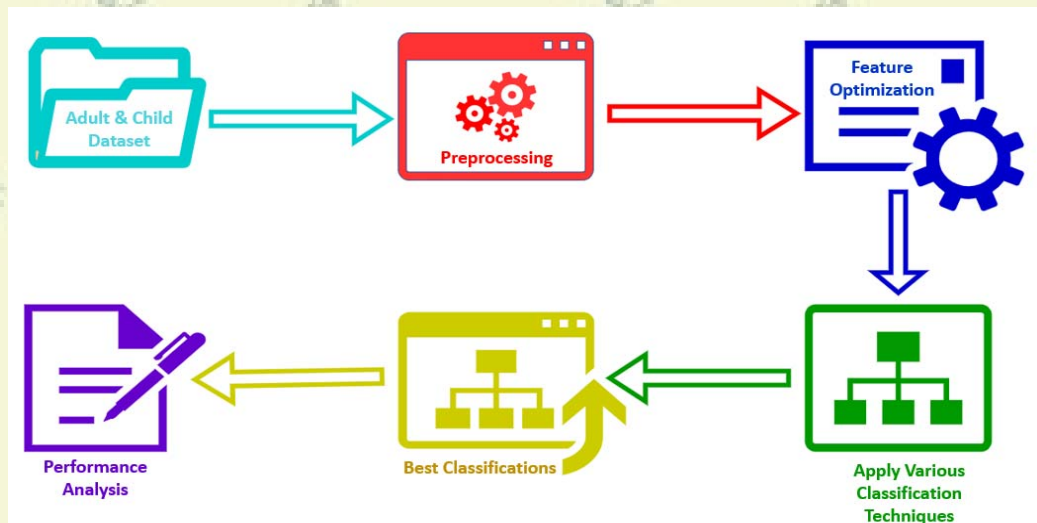 Adult & Child
Dataset
Preprocessing
Feature
Optimization
Apply Various
Classification
Techniques
Best Classifications
Performance
Analysis